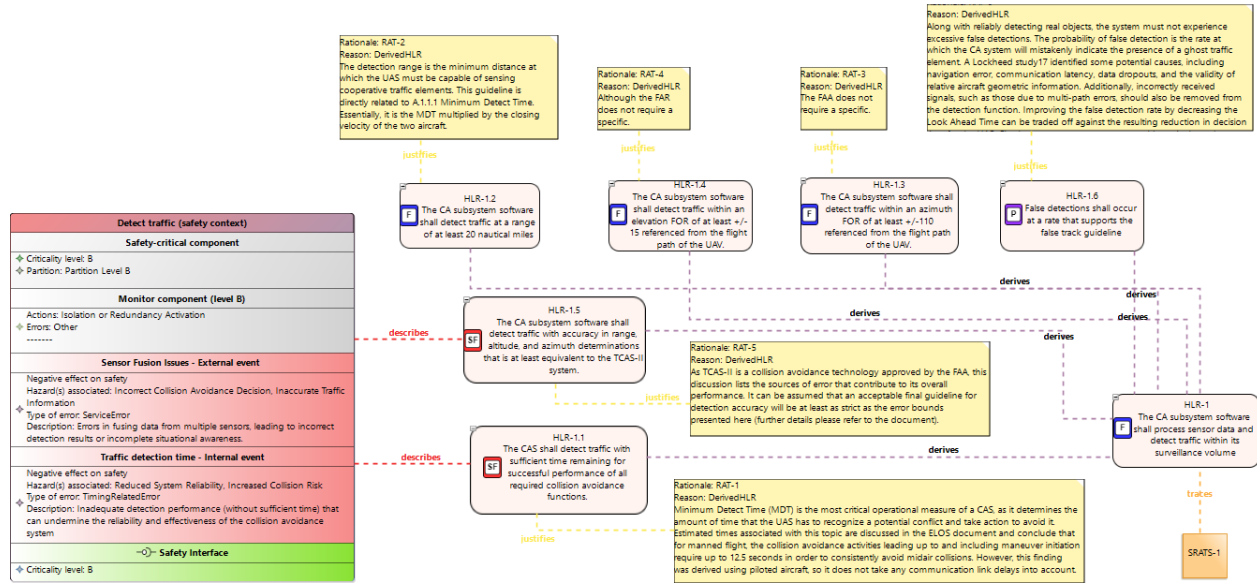 Rationale: RAT-2
Reason: DerivedHLR
The detection range is the minimum distance at
which the UAS must be capable of sensing
cooperative traffic elements. This guideline is
directly related to A.1.1.1 Minimum Detect Time.
Essentially, it is the MDT multiplied by the closing
velocity of the two aircraft.
Rationale: RAT-4
Reason: DerivedHLR
Although the FAR
does not require a
specific.
Rationale: RAT-3
Reason: DerivedHLR
The FAA does not
require a specific.
Reason: DerivedHLR
Along with reliably detecting real objects, the system must not experience
excessive false detections. The probability of false detection is the rate at
which the CA system will mistakenly indicate the presence of a ghost traffic
element. A Lockheed study17 identified some potential causes, including
navigation error, communication latency, data dropouts, and the validity of
relative aircraft geometric information. Additionally, incorrectly received
signals, such as those due to multi-path errors, should also be removed from
the detection function. Improving the false detection rate by decreasing the
Look Ahead Time can be traded off against the resulting reduction in decision
justifies
justifies
justifies
justifies
HLR-1.2
F
The CA subsystem software
shall detect traffic at a range
of at least 20 nautical miles
HLR-1.4
F
The CA subsystem software
shall detect traffic within an
elevation FOR of at least +/-
15 referenced from the flight
path of the UAV.
HLR-1.3
F
The CA subsystem software
shall detect traffic within an
azimuth FOR of at least +/-110
referenced from the flight
path of the UAV.
HLR-1.6
P
False detections shall occur
at a rate that supports the
false track guideline
Detect traffic (safety context)
Safety-critical component
Criticality level: B
Partition: Partition Level B
Monitor component (level B)
Actions: Isolation or Redundancy Activation
Errors: Other
-------
Sensor Fusion Issues - External event
Negative effect on safety
Hazard(s) associated: Incorrect Collision Avoidance Decision, Inaccurate Traffic
Information
Type of error: ServiceError
Description: Errors in fusing data from multiple sensors, leading to incorrect
detection results or incomplete situational awareness.
Traffic detection time - Internal event
Negative effect on safety
Hazard(s) associated: Reduced System Reliability, Increased Collision Risk
Type of error: TimingRelatedError
Description: Inadequate detection performance (without sufficient time) that
can undermine the reliability and effectiveness of the collision avoidance
system
Safety Interface
Criticality level: B
describes
describes
HLR-1.5
SF
The CA subsystem software shall
detect traffic with accuracy in range,
altitude, and azimuth determinations
that is at least equivalent to the TCAS-II
system.
derives
derives
derives
derives
justifies
Rationale: RAT-5
Reason: DerivedHLR
As TCAS-II is a collision avoidance technology approved by the FAA, this
discussion lists the sources of error that contribute to its overall
performance. It can be assumed that an acceptable final guideline for
detection accuracy will be at least as strict as the error bounds
presented here (further details please refer to the document).
HLR-1.1
SF
The CAS shall detect traffic with
sufficient time remaining for
successful performance of all
required collision avoidance
functions.
derives
HLR-1
F
The CA subsystem software
shall process sensor data and
detect traffic within its
surveillance volume
justifies
Rationale: RAT-1
Reason: DerivedHLR
Minimum Detect Time (MDT) is the most critical operational measure of a CAS, as it determines the
amount of time that the UAS has to recognize a potential conflict and take action to avoid it.
Estimated times associated with this topic are discussed in the ELOS document and conclude that
for manned flight, the collision avoidance activities leading up to and including maneuver initiation
require up to 12.5 seconds in order to consistently avoid midair collisions. However, this finding
was derived using piloted aircraft, so it does not take any communication link delays into account.
traces
SRATS-1